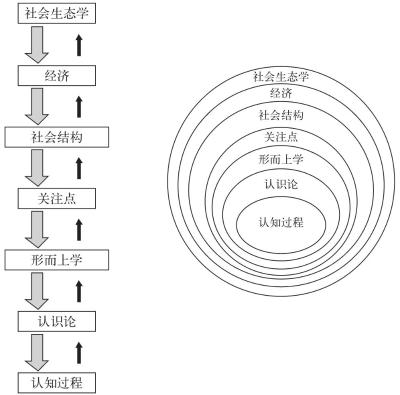 社会生态学
经济
社会结构
关注点
形而上学
认识论
认知过程
社会生态学
经济
社会结构
关注点
形而上学
认识论
认知过程